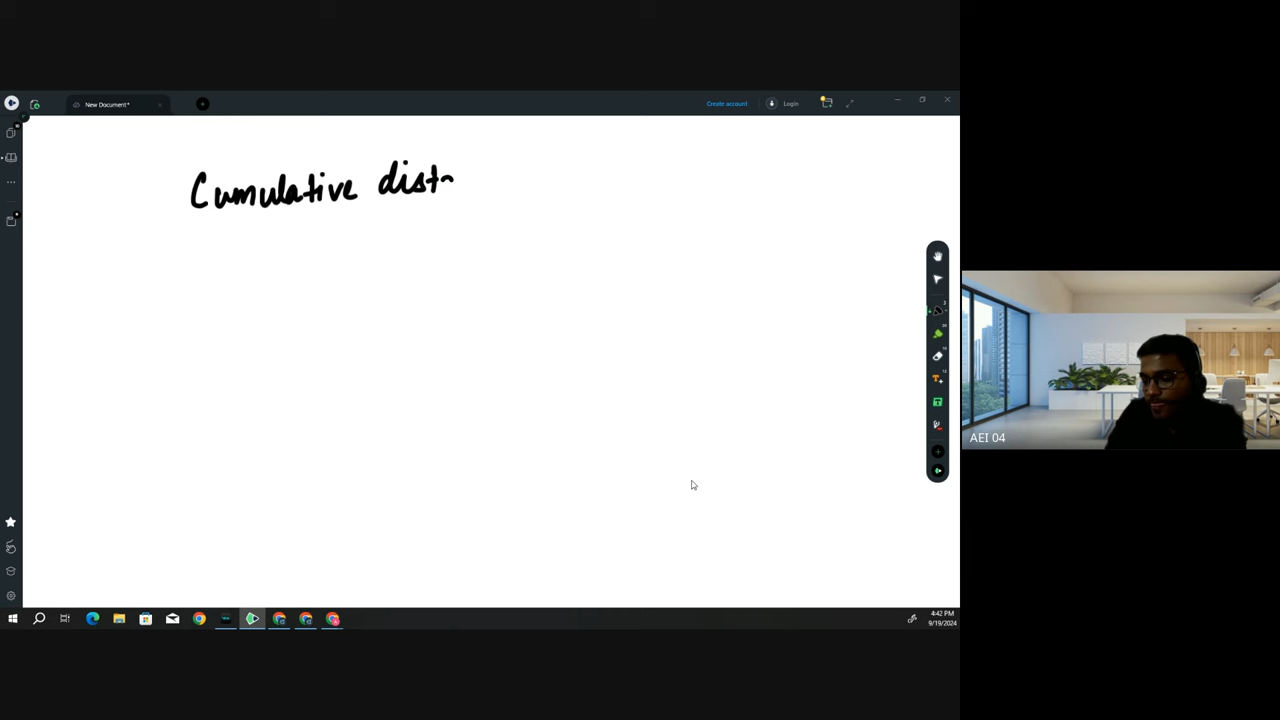 New Document*
Create account
Login
Cumulative distr
AEI 04
4:42 PM
9/19/2024